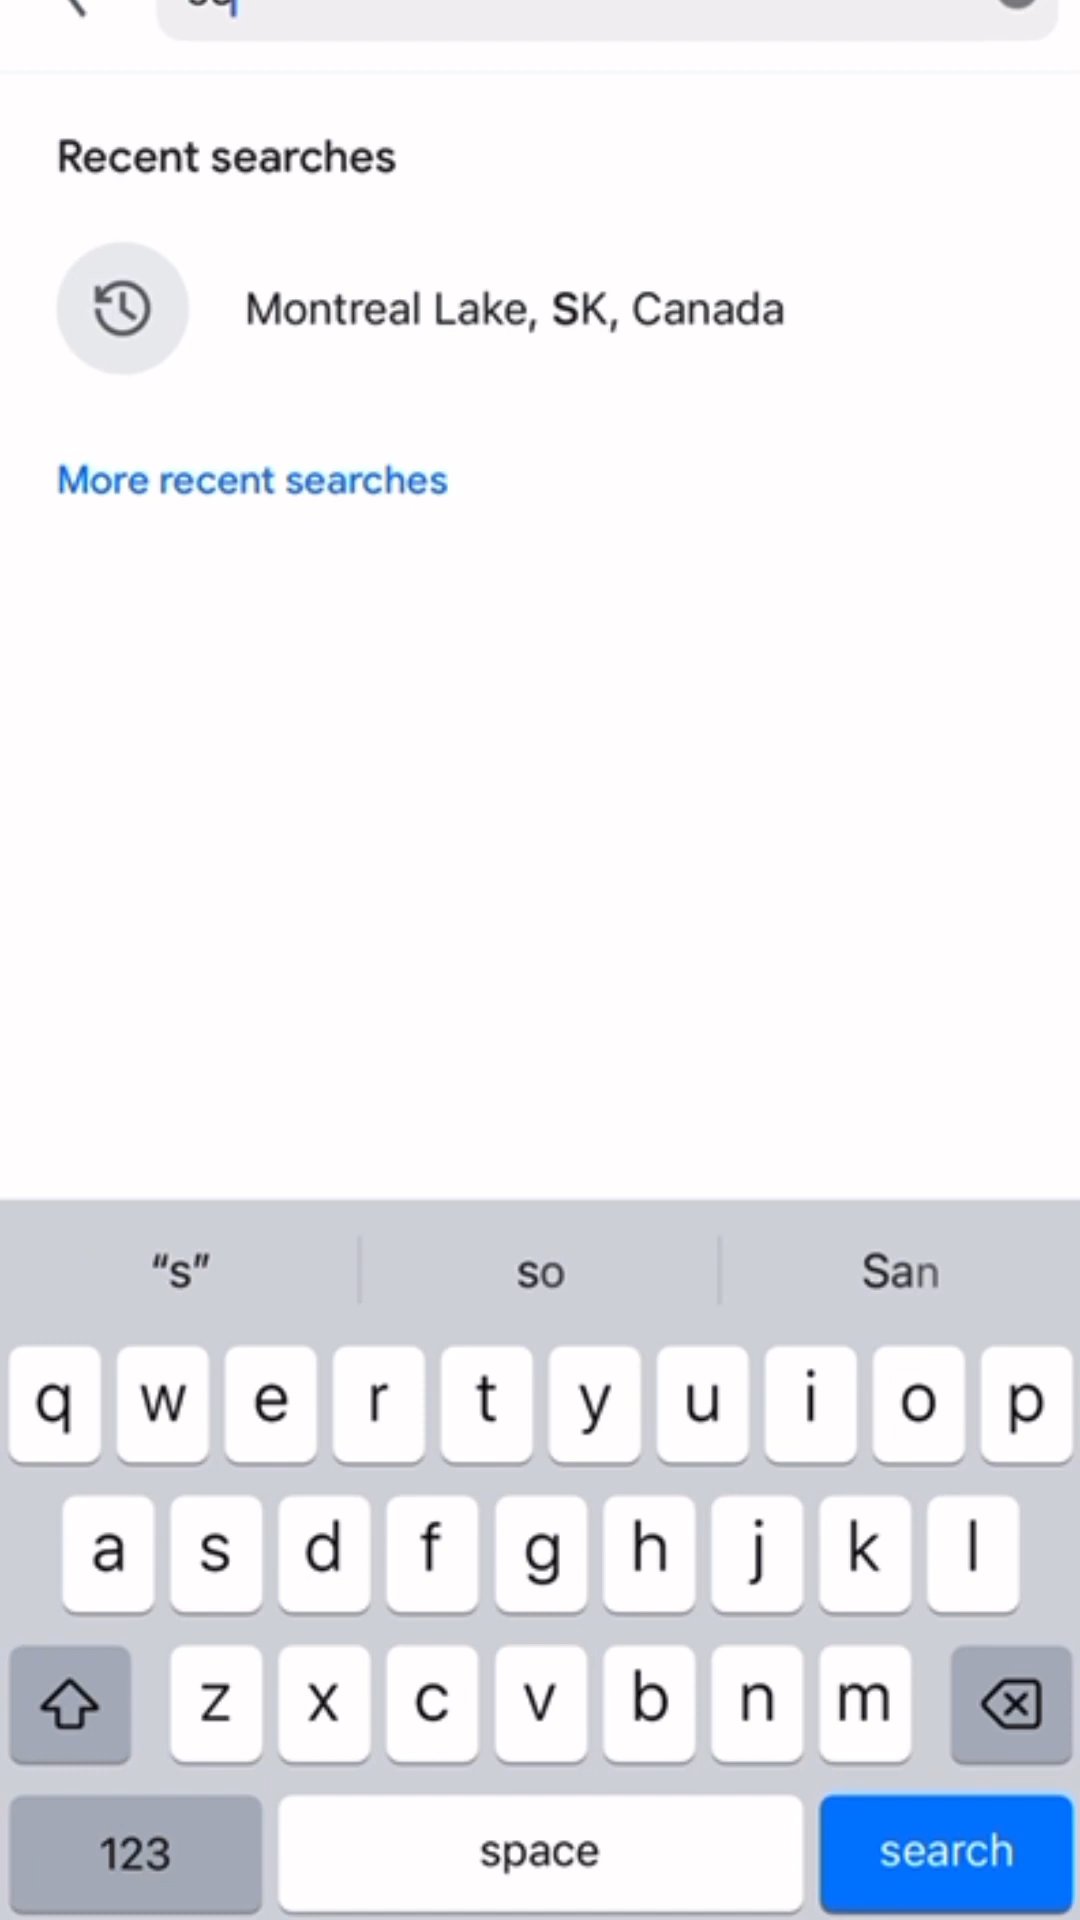 Recent searches
Montreal Lake, SK, Canada
More recent searches
“s” so San
q w e r t y u i o p
a s d f g h j k l
z x c v b n m
123 space search